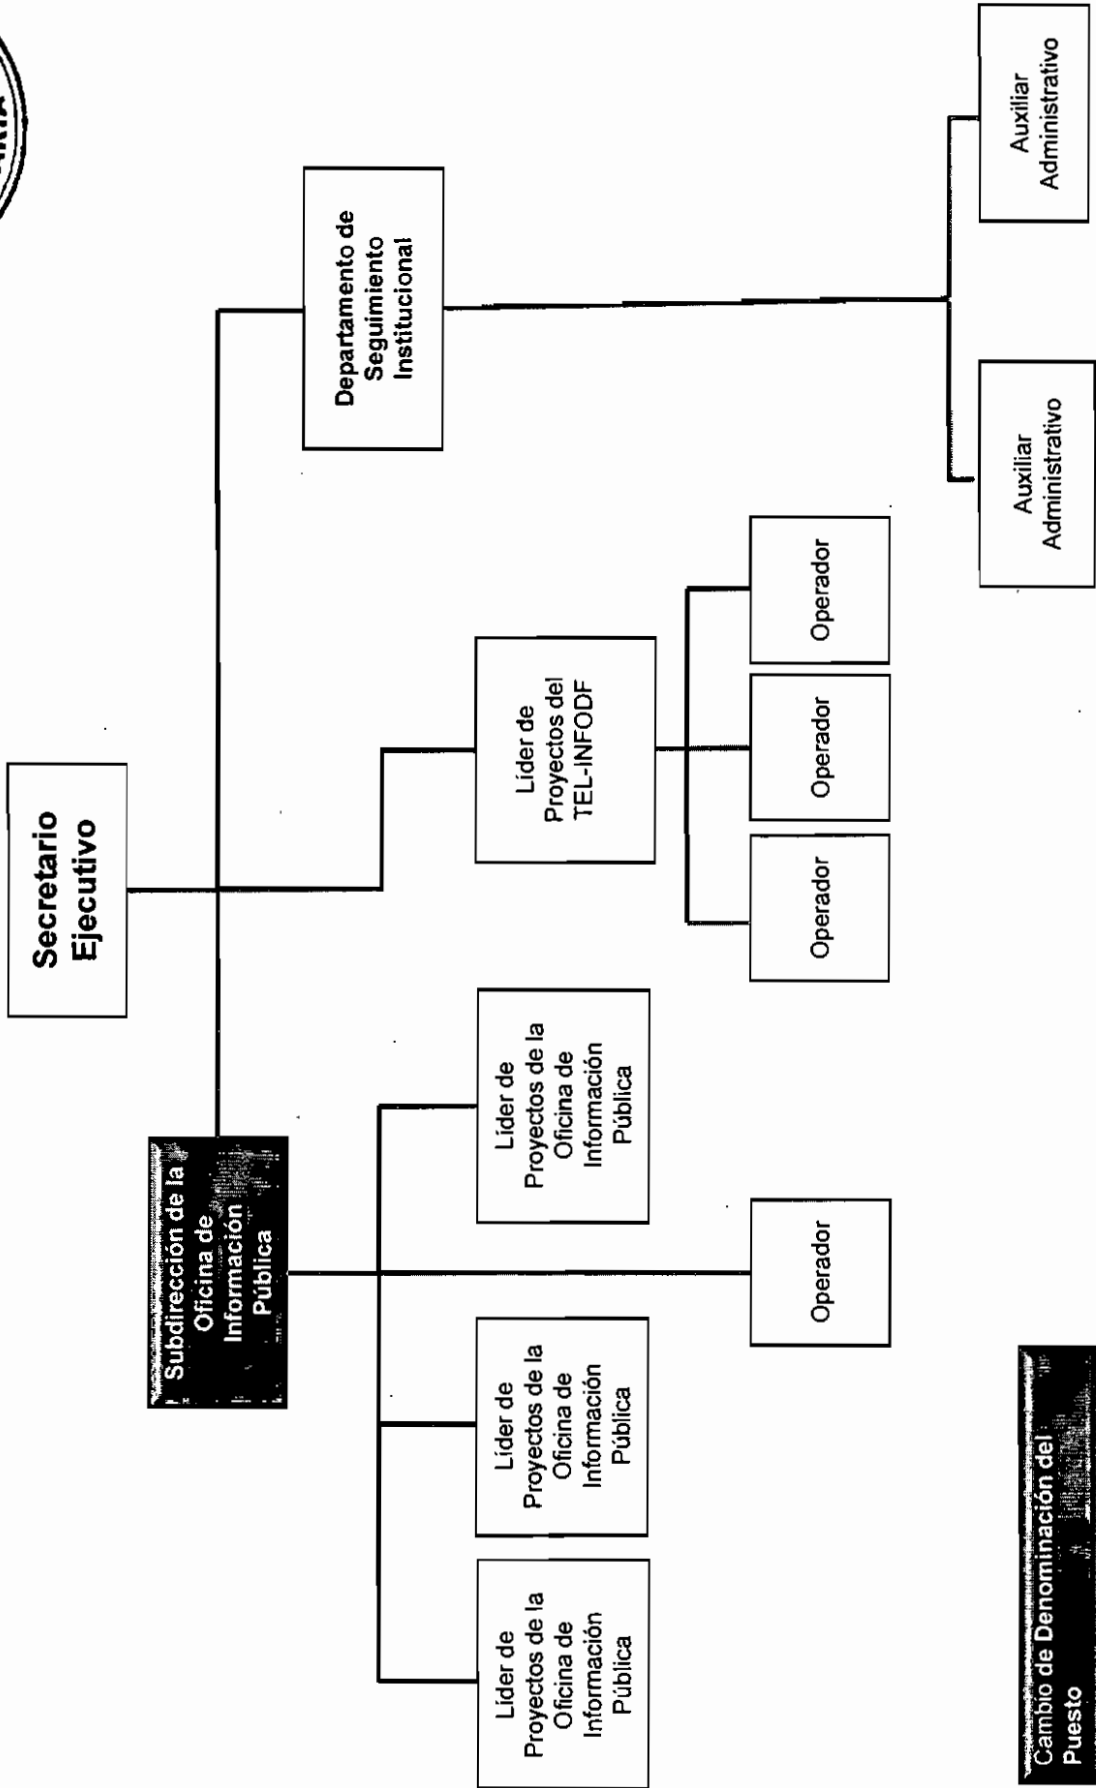 Secretario
Ejecutivo
Subdirección de la
Oficina de
Información
Pública
Departamento de
Seguimiento
Institucional
Líder de
Proyectos de la
Oficina de
Información
Pública
Líder de
Proyectos de la
Oficina de
Información
Pública
Líder de
Proyectos de la
Oficina de
Información
Pública
Líder de
Proyectos del
TEL-INFODF
Operador
Operador
Operador
Operador
Auxiliar
Administrativo
Auxiliar
Administrativo
Cambio de Denominación del
Puesto